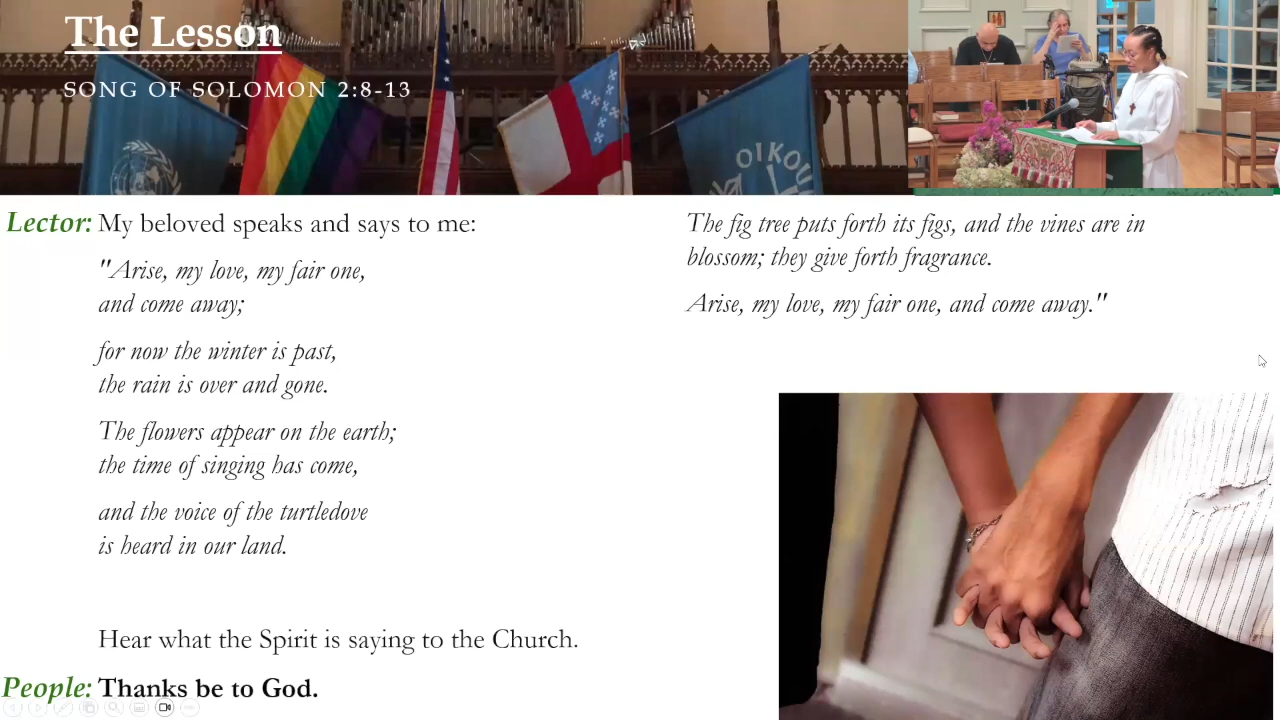 The Lesson
SONG OF SOLOMON 2:8-13
OIKOU
Lector: My beloved speaks and says to me:
"Arise, my love, my fair one,
and come away;
for now the winter is past,
the rain is over and gone.
The flowers appear on the earth;
the time of singing has come,
and the voice of the turtledove
is heard in our land.
Hear what the Spirit is saying to the Church.
People: Thanks be to God.
The fig tree puts forth its figs, and the vines are in
blossom; they give forth fragrance.
Arise, my love, my fair one, and come away."